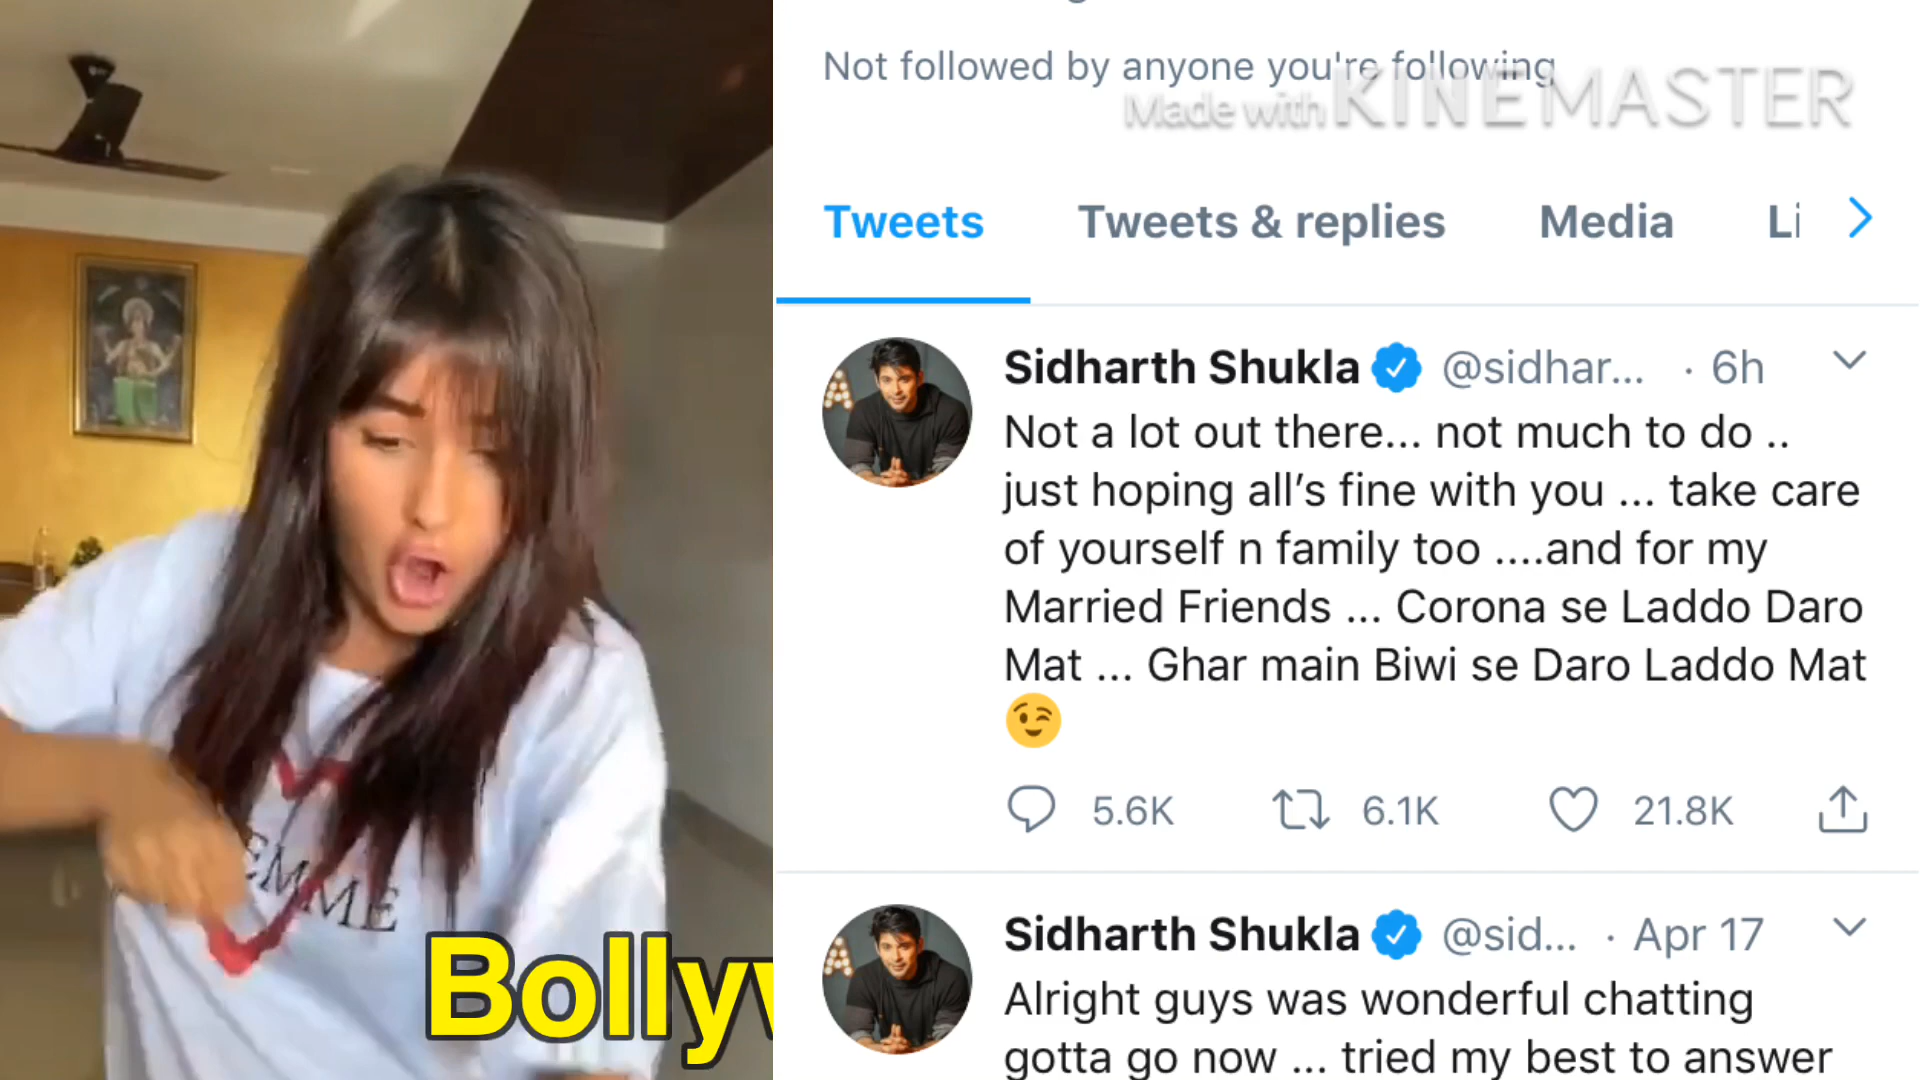 EMME
Bolly
Not followed by anyone you're following
Made with KINEMASTER
Tweets Tweets & replies Media Li
Sidharth Shukla @sidhar... · 6h
Not a lot out there... not much to do ..
just hoping all’s fine with you ... take care
of yourself n family too ....and for my
Married Friends ... Corona se Laddo Daro
Mat ... Ghar main Biwi se Daro Laddo Mat
😉
5.6K 6.1K 21.8K
Sidharth Shukla @sid... · Apr 17
Alright guys was wonderful chatting
gotta go now ... tried my best to answer